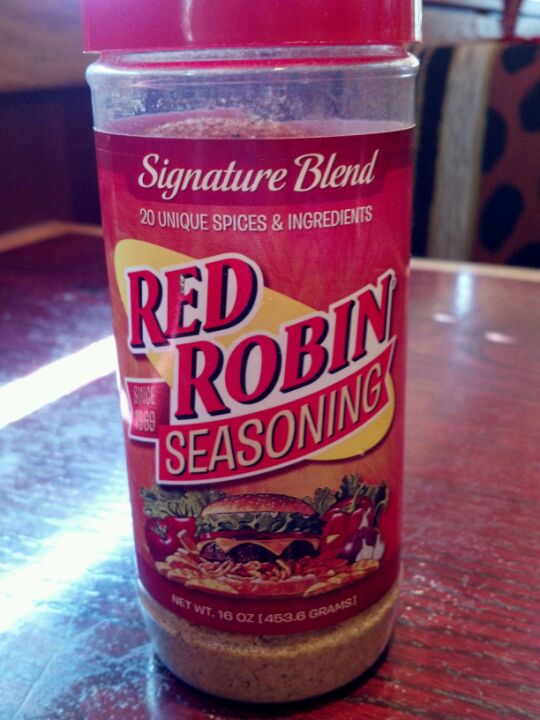 Signature Blend
20 UNIQUE SPICES & INGREDIENTS
RED
ROBIN®
SINCE
1969
SEASONING
NET WT. 16 OZ [453.6 GRAMS]